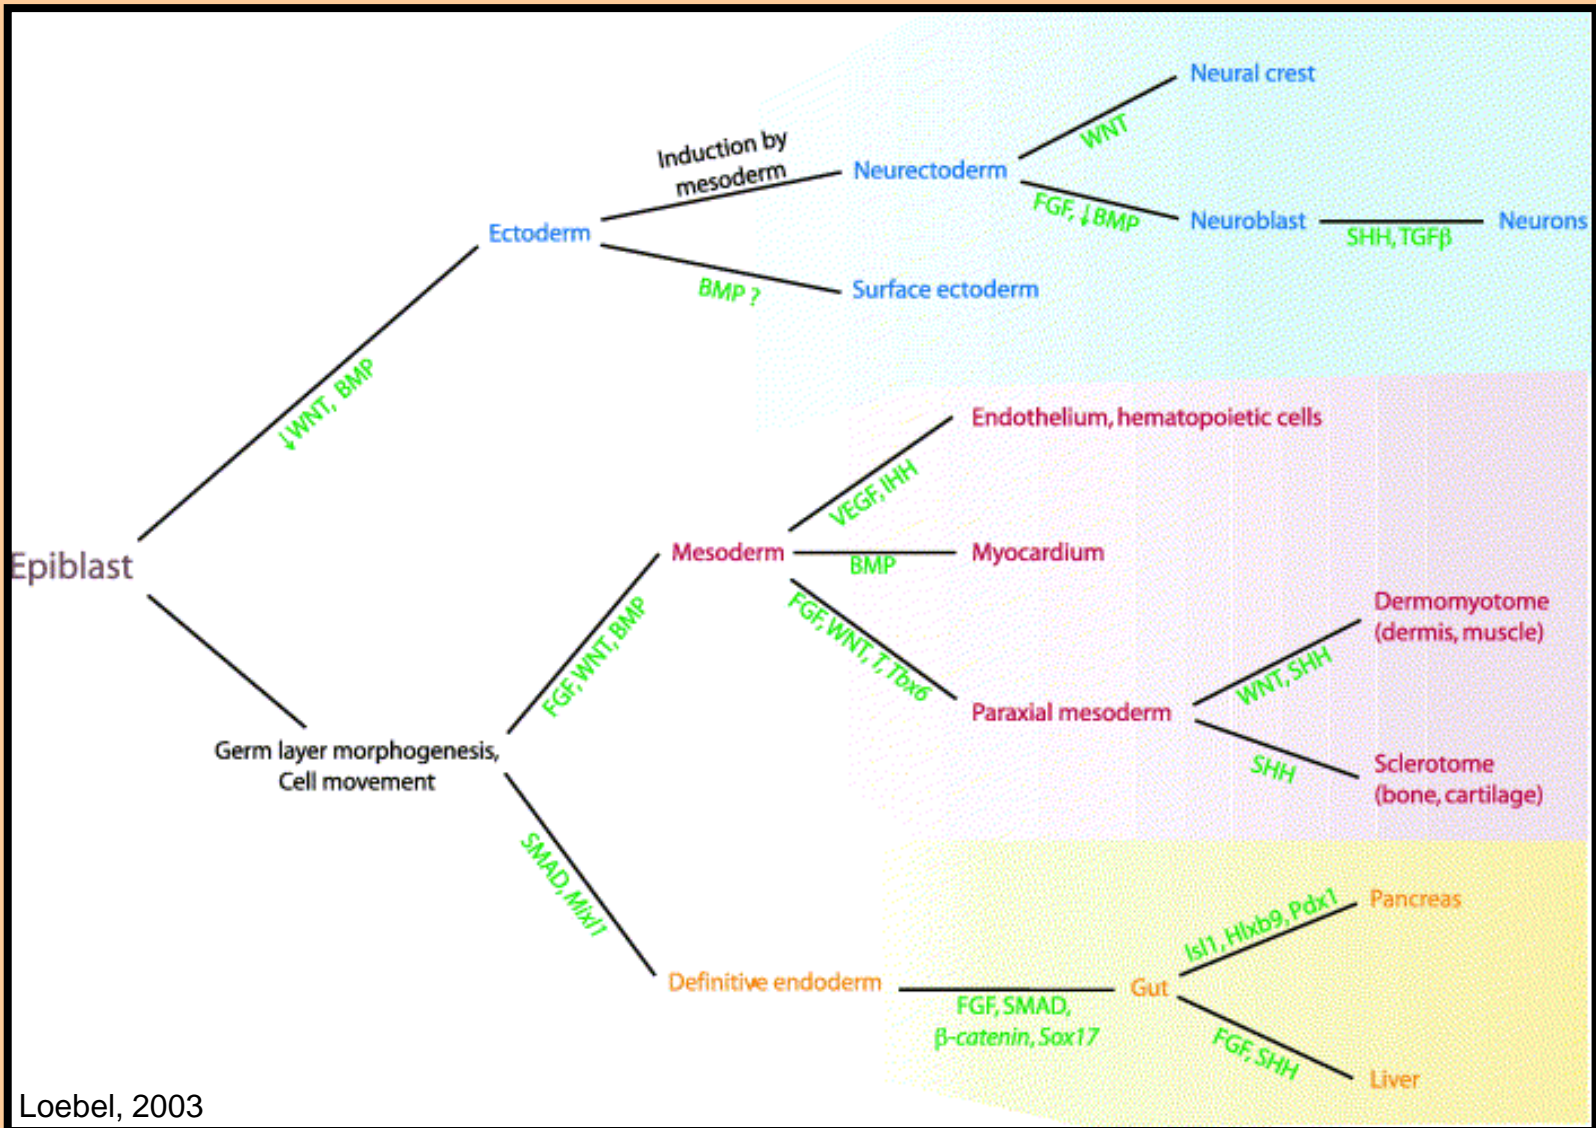 Neural crest
WNT
Induction by
mesoderm
Neurectoderm
FGF, ↓BMP
Neuroblast
SHH, TGFβ
Neurons
Ectoderm
BMP ?
Surface ectoderm
↓WNT, BMP
Endothelium, hematopoietic cells
VEGF, IHH
Mesoderm
BMP
Myocardium
Epiblast
FGF, WNT, BMP
FGF, WNT, T, Tbx6
Dermomyotome
(dermis, muscle)
WNT, SHH
Paraxial mesoderm
SHH
Sclerotome
(bone, cartilage)
Germ layer morphogenesis,
Cell movement
SMAD, Mixl1
Isl1, Hlxb9, Pdx1
Pancreas
Definitive endoderm
FGF, SMAD,
β-catenin, Sox17
Gut
FGF, SHH
Liver
Loebel, 2003